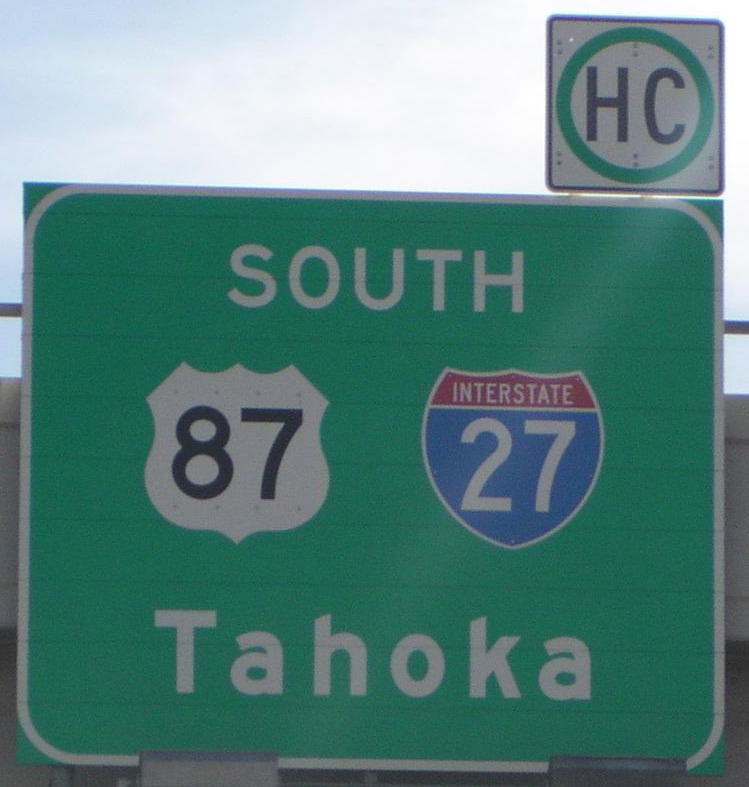 HC
SOUTH
87
INTERSTATE
27
Tahoka